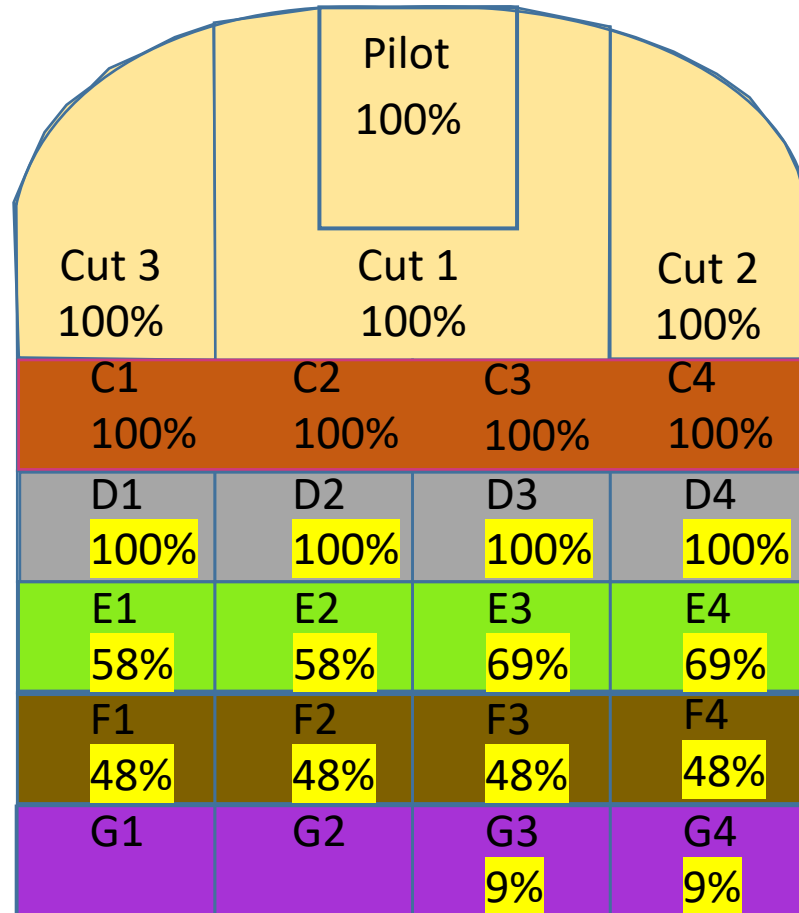 Pilot
100%
Cut 3
100%
Cut 1
100%
Cut 2
100%
C1 C2 C3 C4
100% 100% 100% 100%
D1 D2 D3 D4
100% 100% 100% 100%
E1 E2 E3 E4
58% 58% 69% 69%
F1 F2 F3 F4
48% 48% 48% 48%
G1 G2 G3 G4
9% 9%